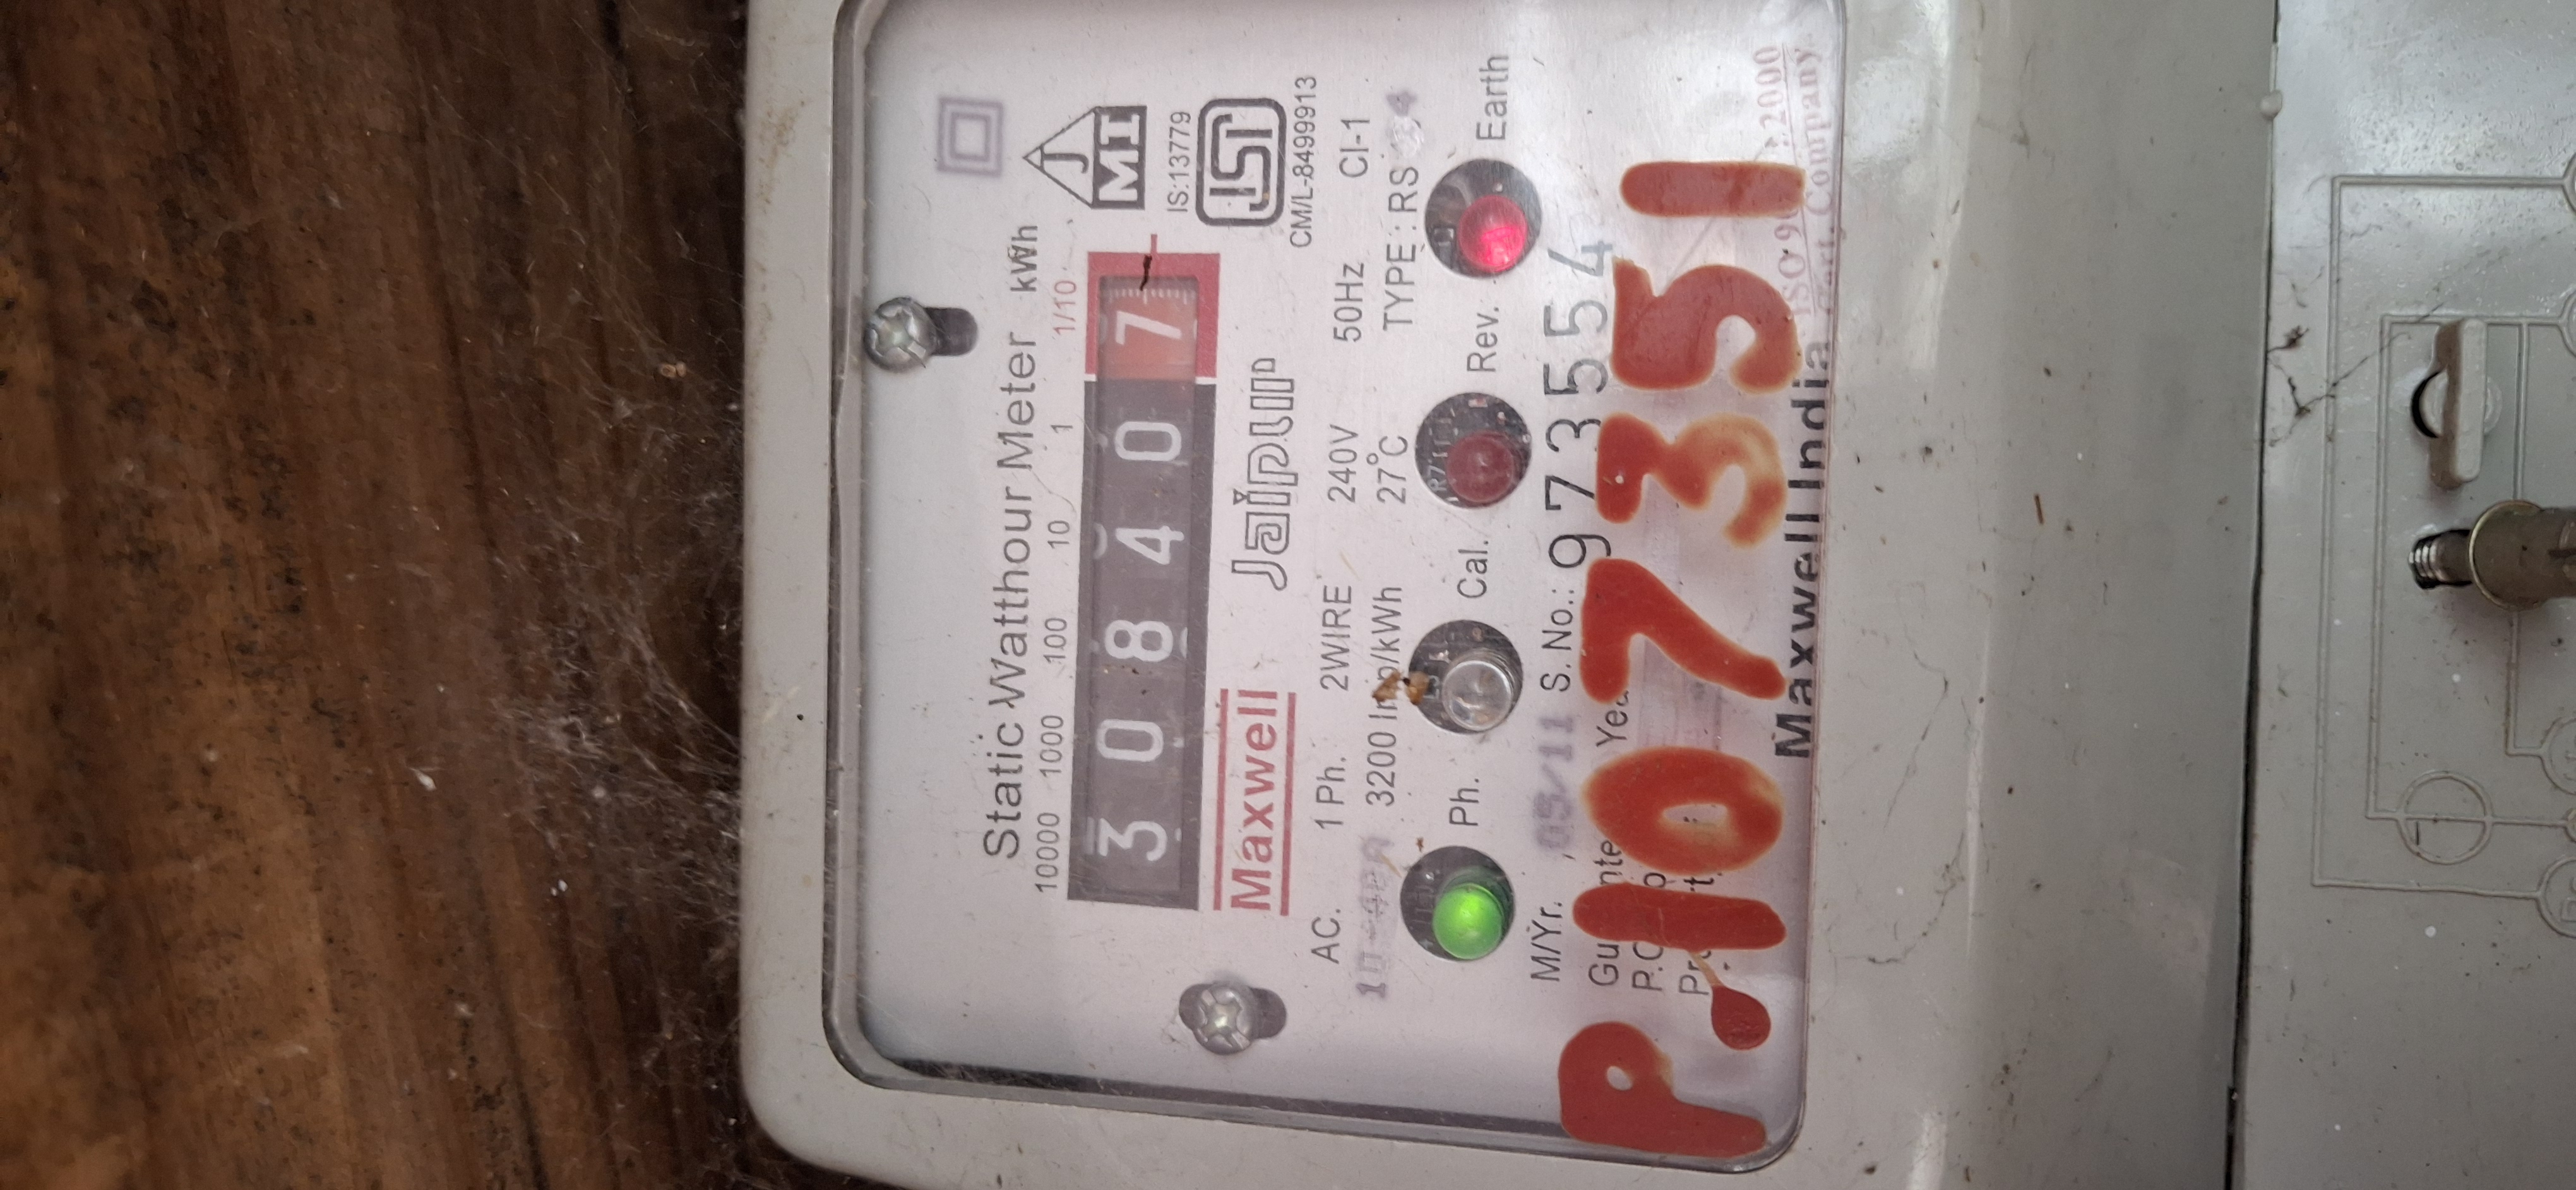 Static Watthour Meter kWh
10000 1000 100 10 1 1/10
3 0 8 4 0 7
J
MI
IS:13779
ISI
CM/L-8499913
Maxwell Jaipur
AC. 1 Ph. 2WIRE 240V 50Hz Cl-1
3200 Imp/kWh 27°C TYPE : RS
Ph. Cal. Rev. Earth
M/Yr. 05/11 S. No.: 973554
P.107351
Maxwell India